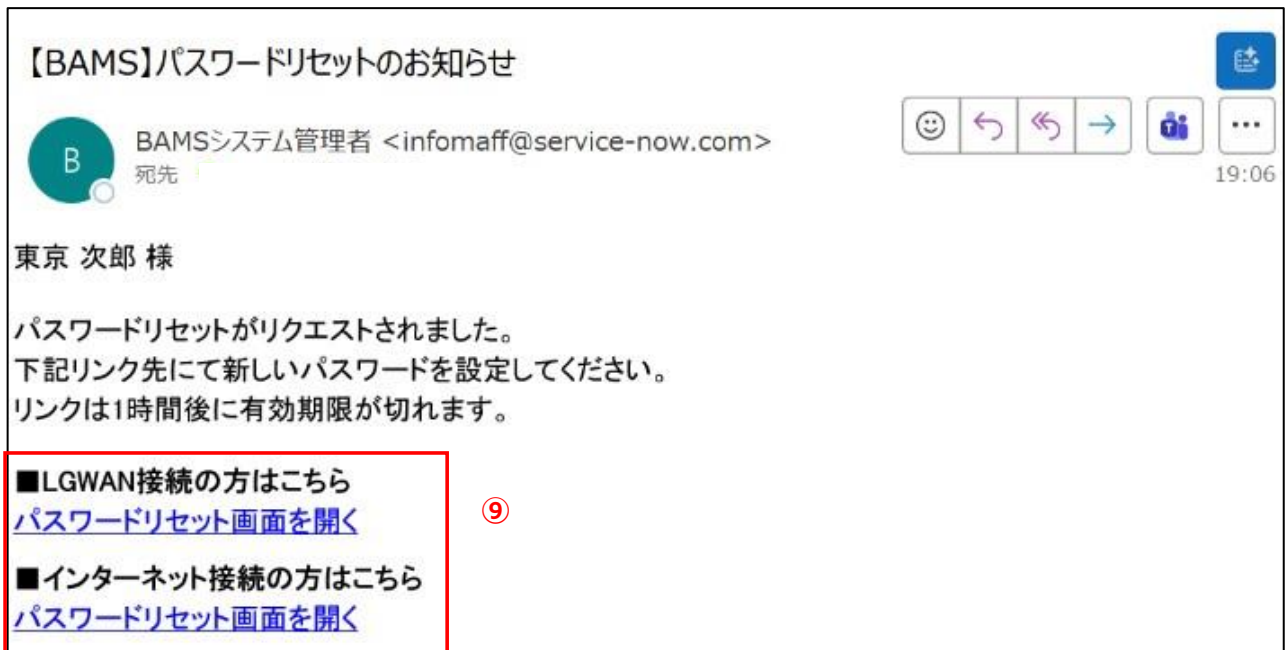 【BAMS】パスワードリセットのお知らせ
B
BAMSシステム管理者 <infomaff@service-now.com>
宛先
19:06
東京 次郎 様
パスワードリセットがリクエストされました。
下記リンク先にて新しいパスワードを設定してください。
リンクは1時間後に有効期限が切れます。
■LGWAN接続の方はこちら
パスワードリセット画面を開く
⑨
■インターネット接続の方はこちら
パスワードリセット画面を開く